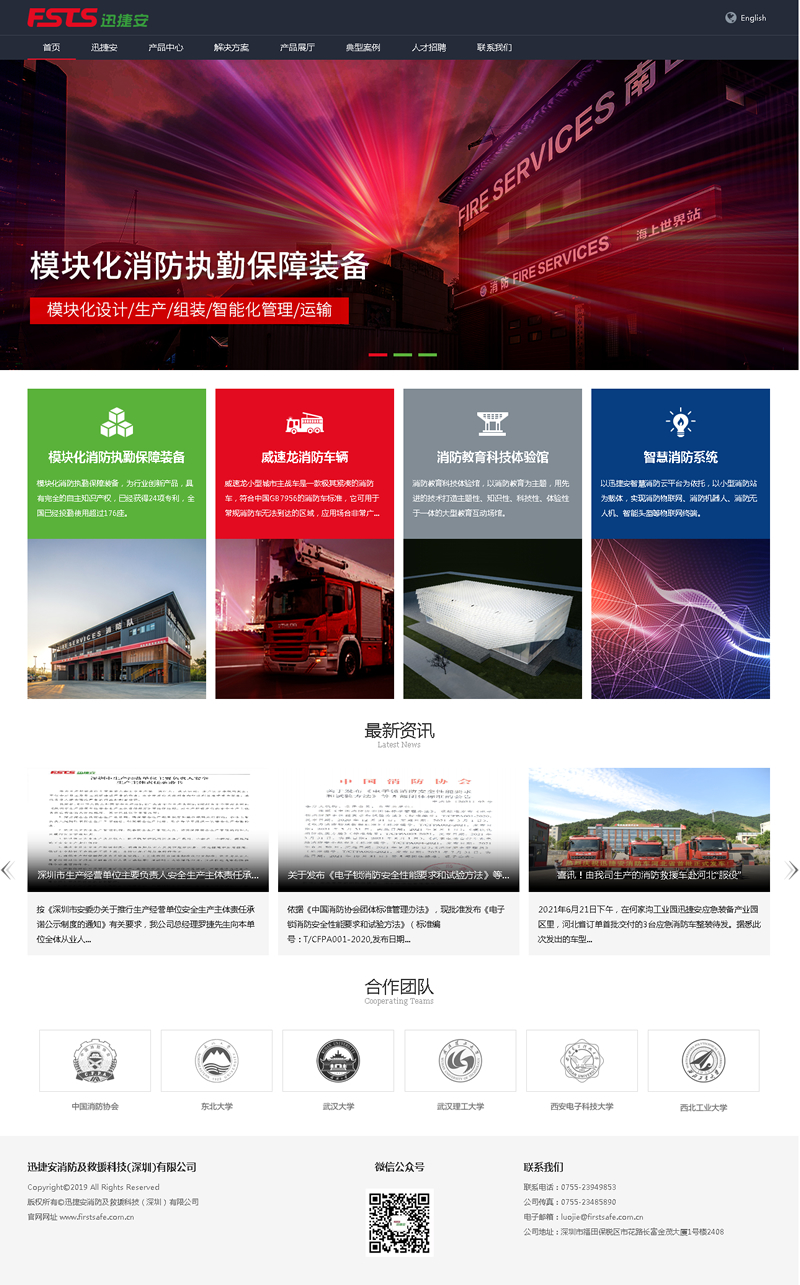 FSTS 迅捷安
English
首页 迅捷安 产品中心 解决方案 产品展厅 典型案例 人才招聘 联系我们
FIRE SERVICES
海上世界站
消防 FIRE SERVICES
模块化消防执勤保障装备
模块化设计/生产/组装/智能化管理/运输
模块化消防执勤保障装备
模块化消防执勤保障装备，为行业创新产品，具
有完全的自主知识产权，已经获得24项专利，全
国已经投勤使用超过176座。
威速龙消防车辆
威速龙小型城市主战车是一款极其紧凑的消防
车，符合中国GB7956的消防车标准，它可用于
常规消防车无法到达的区域，应用场合非常广...
消防教育科技体验馆
消防教育科技体验馆，以消防教育为主题，用先
进的技术打造主题性、知识性、科技性、体验性
于一体的大型教育互动场馆。
智慧消防系统
以迅捷安智慧消防云平台为依托，以小型消防站
为载体，实现消防物联网、消防机器人、消防无
人机、智能头盔等物联网终端。
FIRE SERVICES 消防队
最新资讯
Latest News
FSTS 迅捷安
深圳市生产经营单位主要负责人安全生产主体责任承...
按《深圳市安委办关于推行生产经营单位安全生产主体责任承
诺公示制度的通知》有关要求，我公司总经理罗捷先生向本单
位全体从业人...
中国消防协会
关于发布《电子锁消防安全性能要求和试验方法》等...
依据《中国消防协会团体标准管理办法》，现批准发布《电子
锁消防安全性能要求和试验方法》（标准编
号：T/CFPA001-2020,发布日期...
喜讯！由我司生产的消防救援车赴河北“服役”
2021年6月21日下午，在何家沟工业园迅捷安应急装备产业园
区里，河北省订单首批交付的3台应急消防车整装待发。据悉此
次发出的车型...
合作团队
Cooperating Teams
中国消防协会
东北大学
武汉大学
武汉理工大学
西安电子科技大学
西北工业大学
迅捷安消防及救援科技(深圳)有限公司
Copyright©2019 All Rights Reserved
版权所有©迅捷安消防及救援科技（深圳）有限公司
官网网址 www.firstsafe.com.cn
微信公众号
联系我们
联系电话：0755-23949853
公司传真：0755-23485890
电子邮箱：luojie@firstsafe.com.cn
公司地址：深圳市福田保税区市花路长富金茂大厦1号楼2408